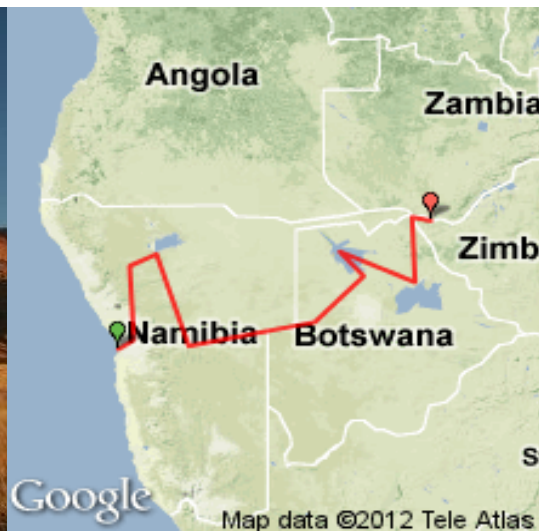 Angola
Zambia
Zimb
Namibia
Botswana
S
Google
Map data ©2012 Tele Atlas